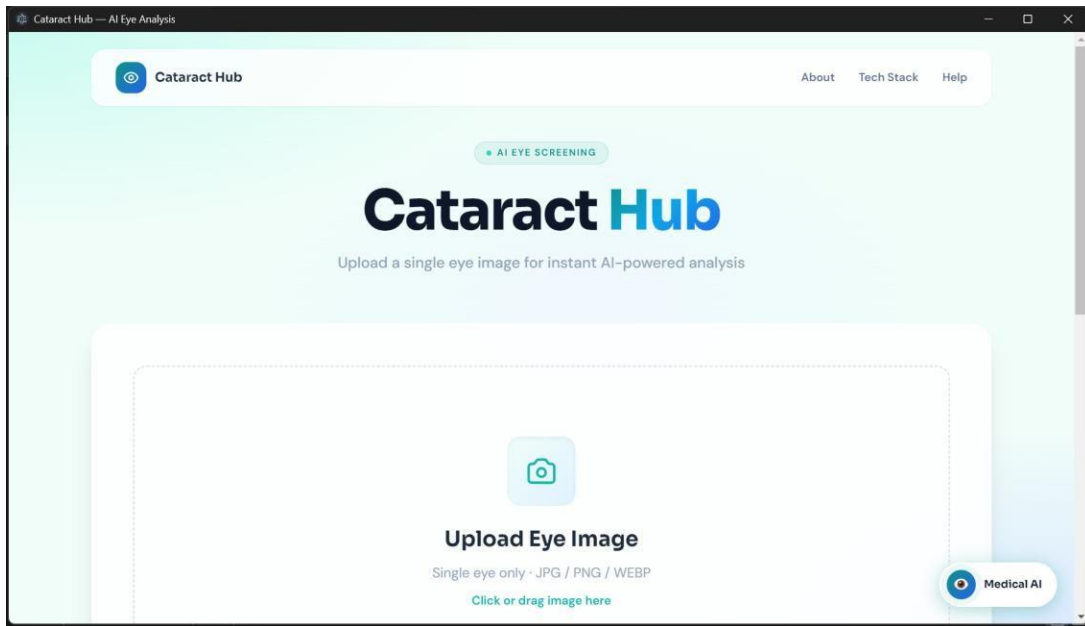 Cataract Hub — AI Eye Analysis
Cataract Hub
About Tech Stack Help
AI EYE SCREENING
Cataract Hub
Upload a single eye image for instant AI-powered analysis
Upload Eye Image
Single eye only · JPG / PNG / WEBP
Click or drag image here
Medical AI